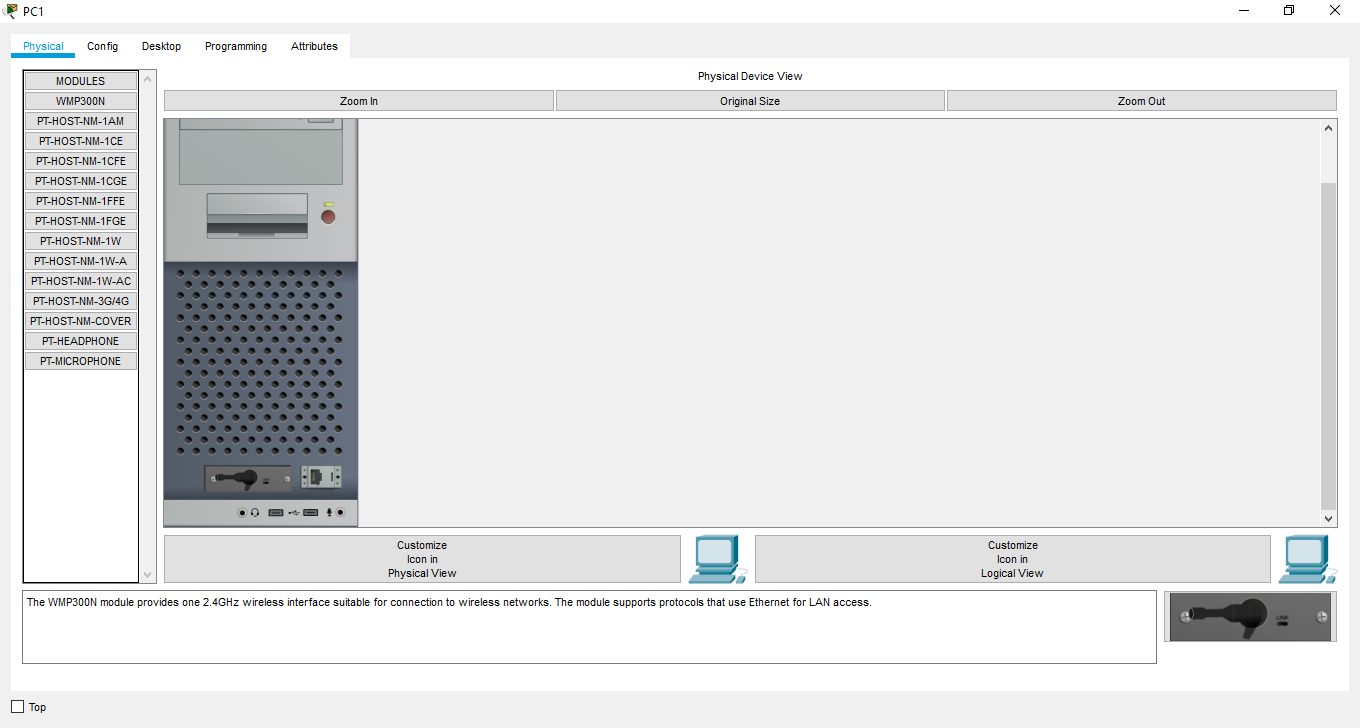 PC1
Physical
Config
Desktop
Programming
Attributes
MODULES
WMP300N
PT-HOST-NM-1AM
PT-HOST-NM-1CE
PT-HOST-NM-1CFE
PT-HOST-NM-1CGE
PT-HOST-NM-1FFE
PT-HOST-NM-1FGE
PT-HOST-NM-1W
PT-HOST-NM-1W-A
PT-HOST-NM-1W-AC
PT-HOST-NM-3G/4G
PT-HOST-NM-COVER
PT-HEADPHONE
PT-MICROPHONE
Physical Device View
Zoom In
Original Size
Zoom Out
Customize
Icon in
Physical View
Customize
Icon in
Logical View
The WMP300N module provides one 2.4GHz wireless interface suitable for connection to wireless networks. The module supports protocols that use Ethernet for LAN access.
LINK
Top